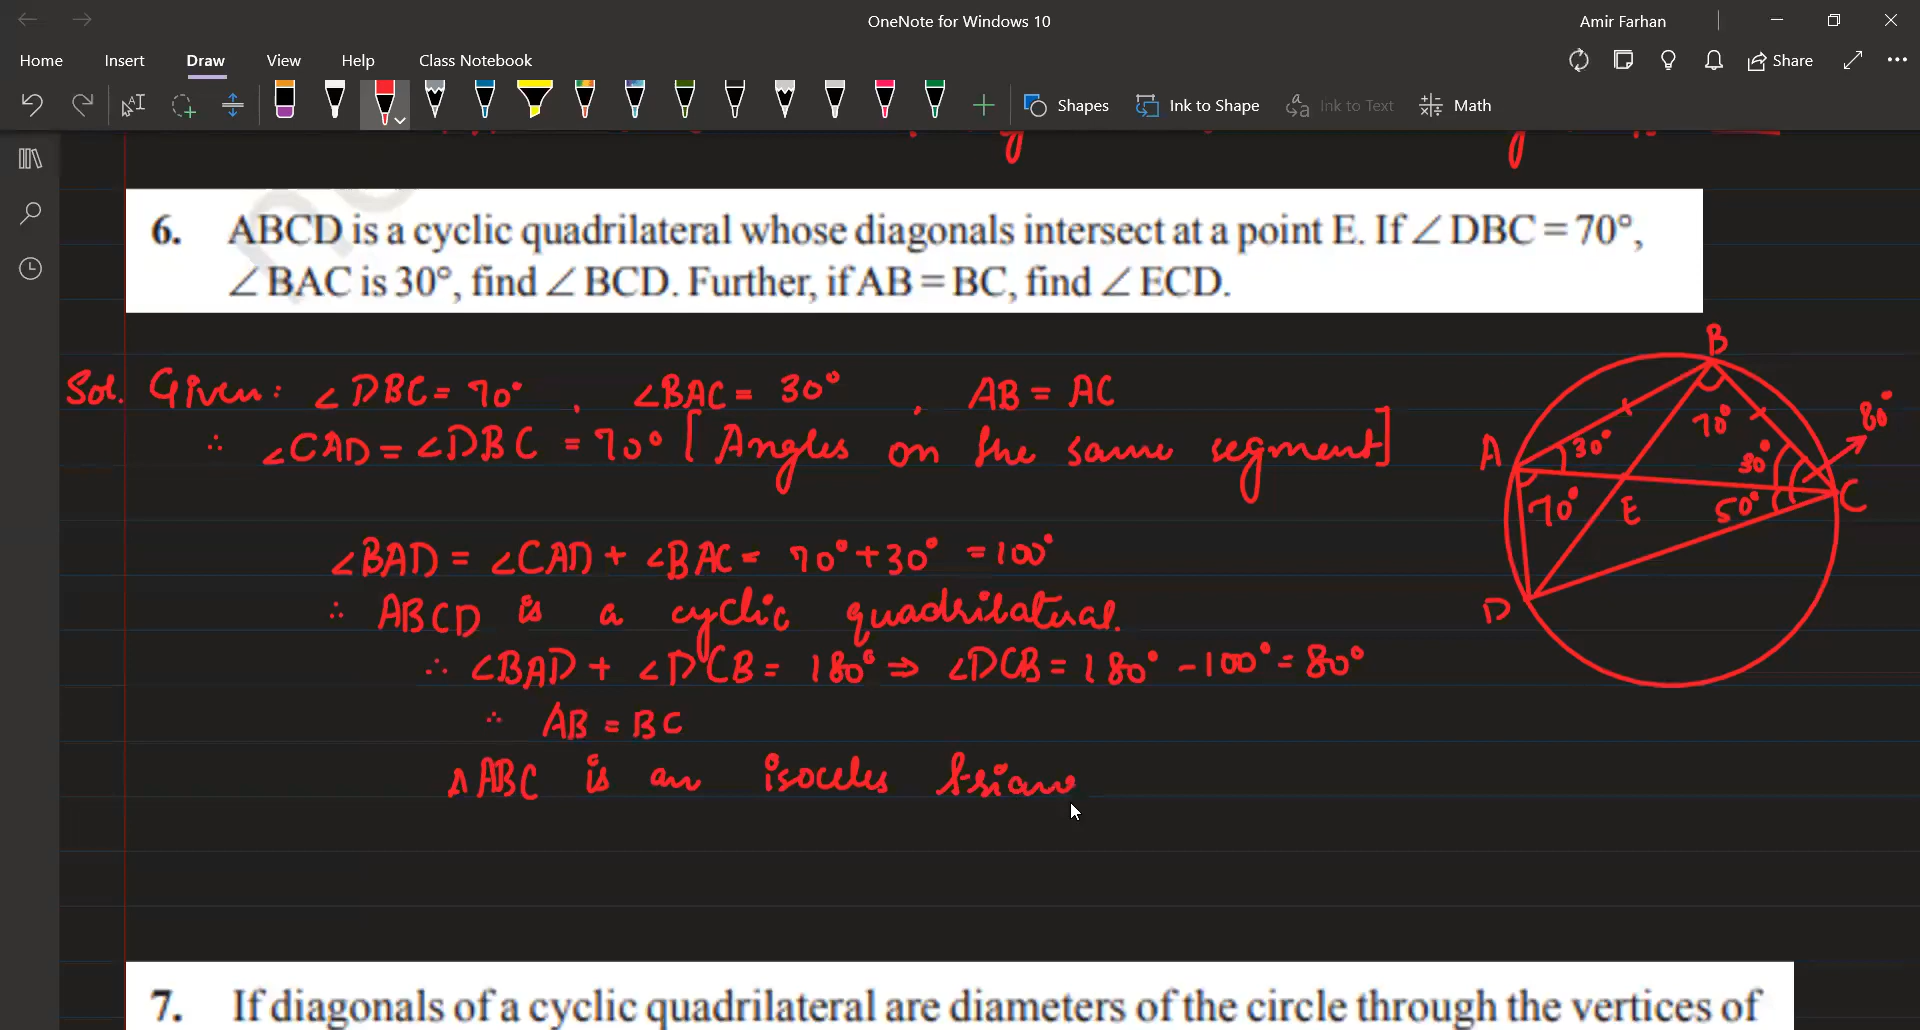 OneNote for Windows 10
Amir Farhan
Home Insert Draw View Help Class Notebook
Share
Shapes Ink to Shape Ink to Text Math
6. ABCD is a cyclic quadrilateral whose diagonals intersect at a point E. If ∠ DBC = 70°,
∠ BAC is 30°, find ∠ BCD. Further, if AB = BC, find ∠ ECD.
Sol. Given: ∠DBC = 70°, ∠BAC = 30°, AB = AC
∴ ∠CAD = ∠DBC = 70° [Angles on the same segment]
∠BAD = ∠CAD + ∠BAC = 70° + 30° = 100°
∴ ABCD is a cyclic quadrilateral.
∴ ∠BAD + ∠DCB = 180° ⇒ ∠DCB = 180° - 100° = 80°
∵ AB = BC
△ABC is an isoceles triang
B
80°
70°
A 30° 30°
70° E 50° C
D
7. If diagonals of a cyclic quadrilateral are diameters of the circle through the vertices of